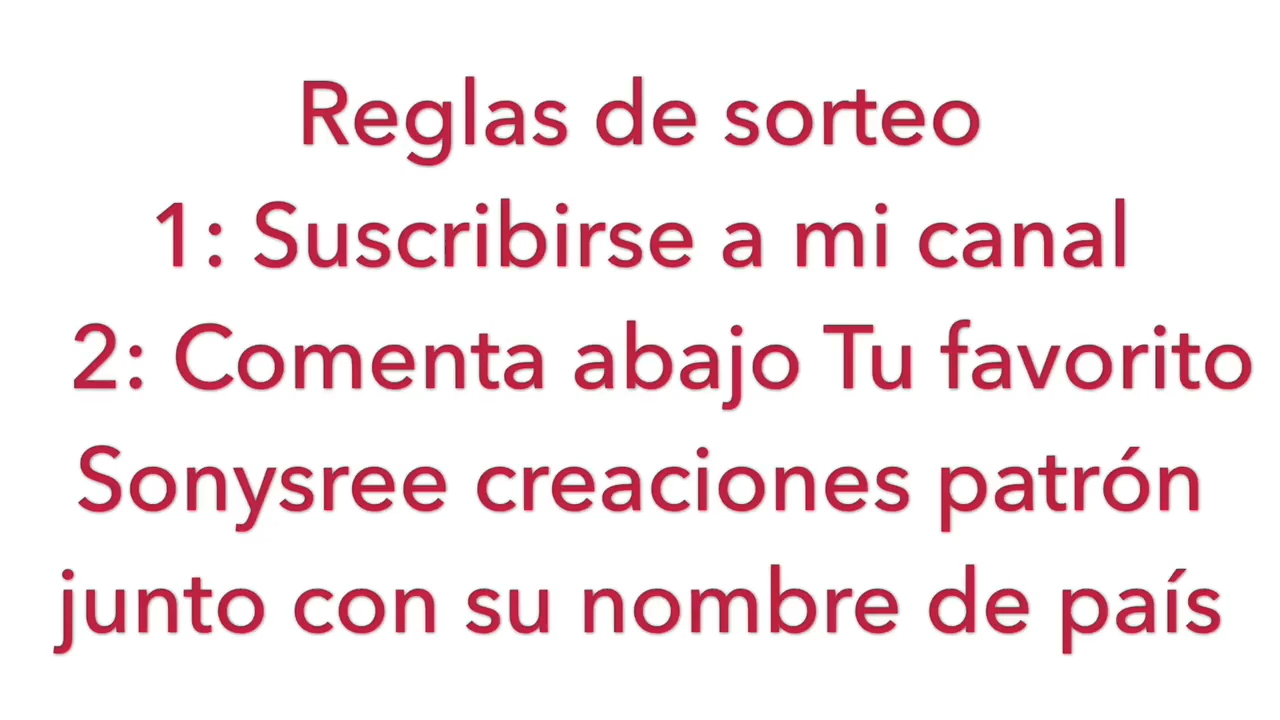 Reglas de sorteo
1: Suscribirse a mi canal
2: Comenta abajo Tu favorito
Sonysree creaciones patrón
junto con su nombre de país